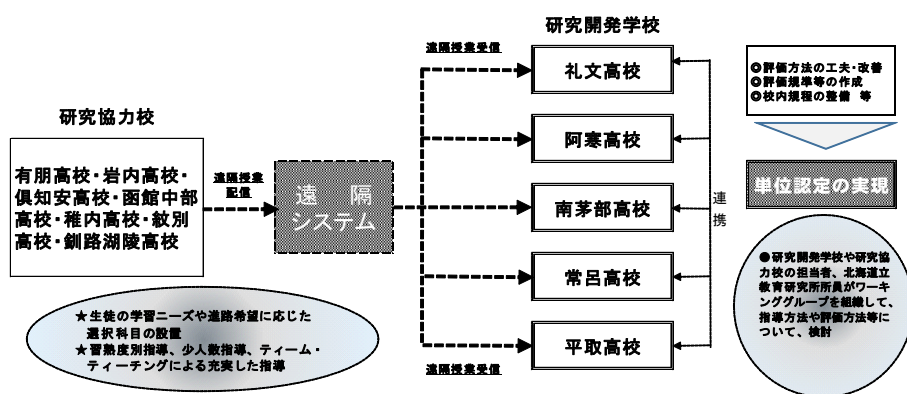 研究協力校
有朋高校・岩内高校・
倶知安高校・函館中部
高校・稚内高校・紋別
高校・釧路湖陵高校
遠隔授業
配信
遠　隔
システム
★生徒の学習ニーズや進路希望に応じた
選択科目の設置
★習熟度別指導、少人数指導、ティーム・
ティーチングによる充実した指導
研究開発学校
遠隔授業受信
礼文高校
阿寒高校
南茅部高校
常呂高校
平取高校
遠隔授業受信
連
携
◎評価方法の工夫・改善
◎評価規準等の作成
◎校内規程の整備　等
単位認定の実現
●研究開発学校や研究協
力校の担当者、北海道立
教育研究所所員がワーキ
ンググループを組織して、
指導方法や評価方法等に
ついて、検討